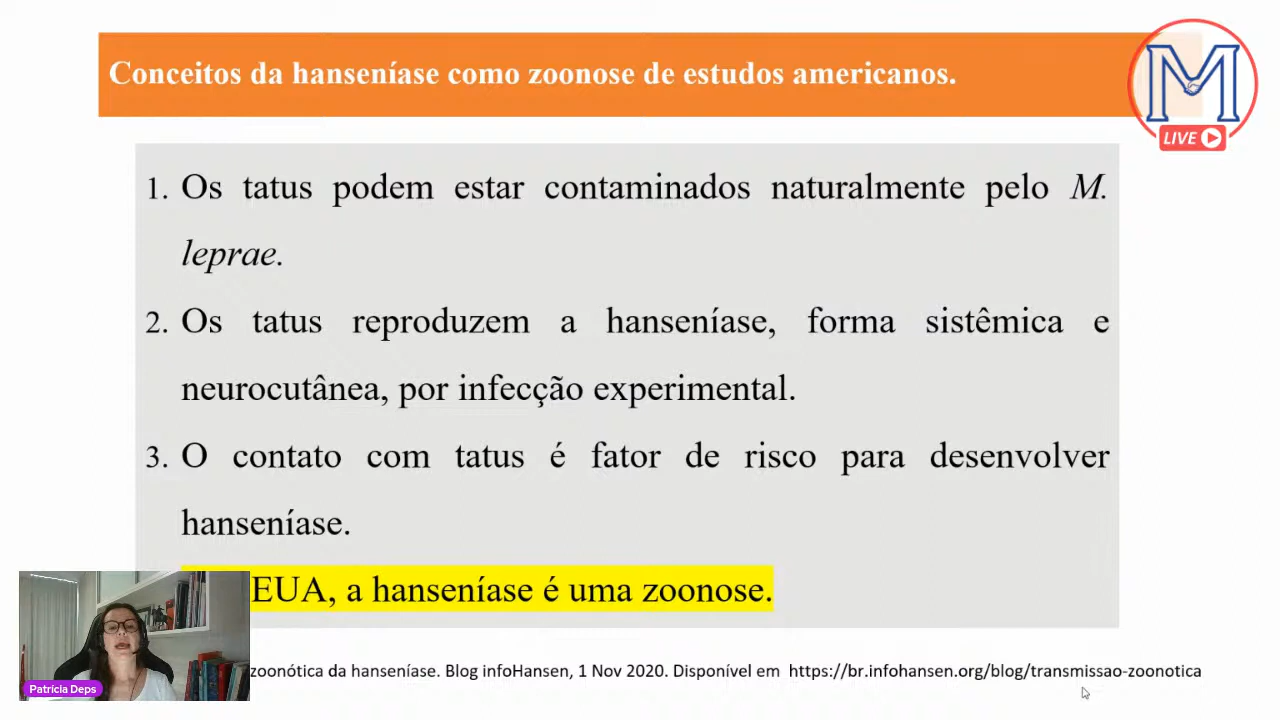 Conceitos da hanseníase como zoonose de estudos americanos.
M
LIVE
1. Os tatus podem estar contaminados naturalmente pelo M.
leprae.
2. Os tatus reproduzem a hanseníase, forma sistêmica e
neurocutânea, por infecção experimental.
3. O contato com tatus é fator de risco para desenvolver
hanseníase.
EUA, a hanseníase é uma zoonose.
zoonótica da hanseníase. Blog infoHansen, 1 Nov 2020. Disponível em https://br.infohansen.org/blog/transmissao-zoonotica
Patrícia Deps